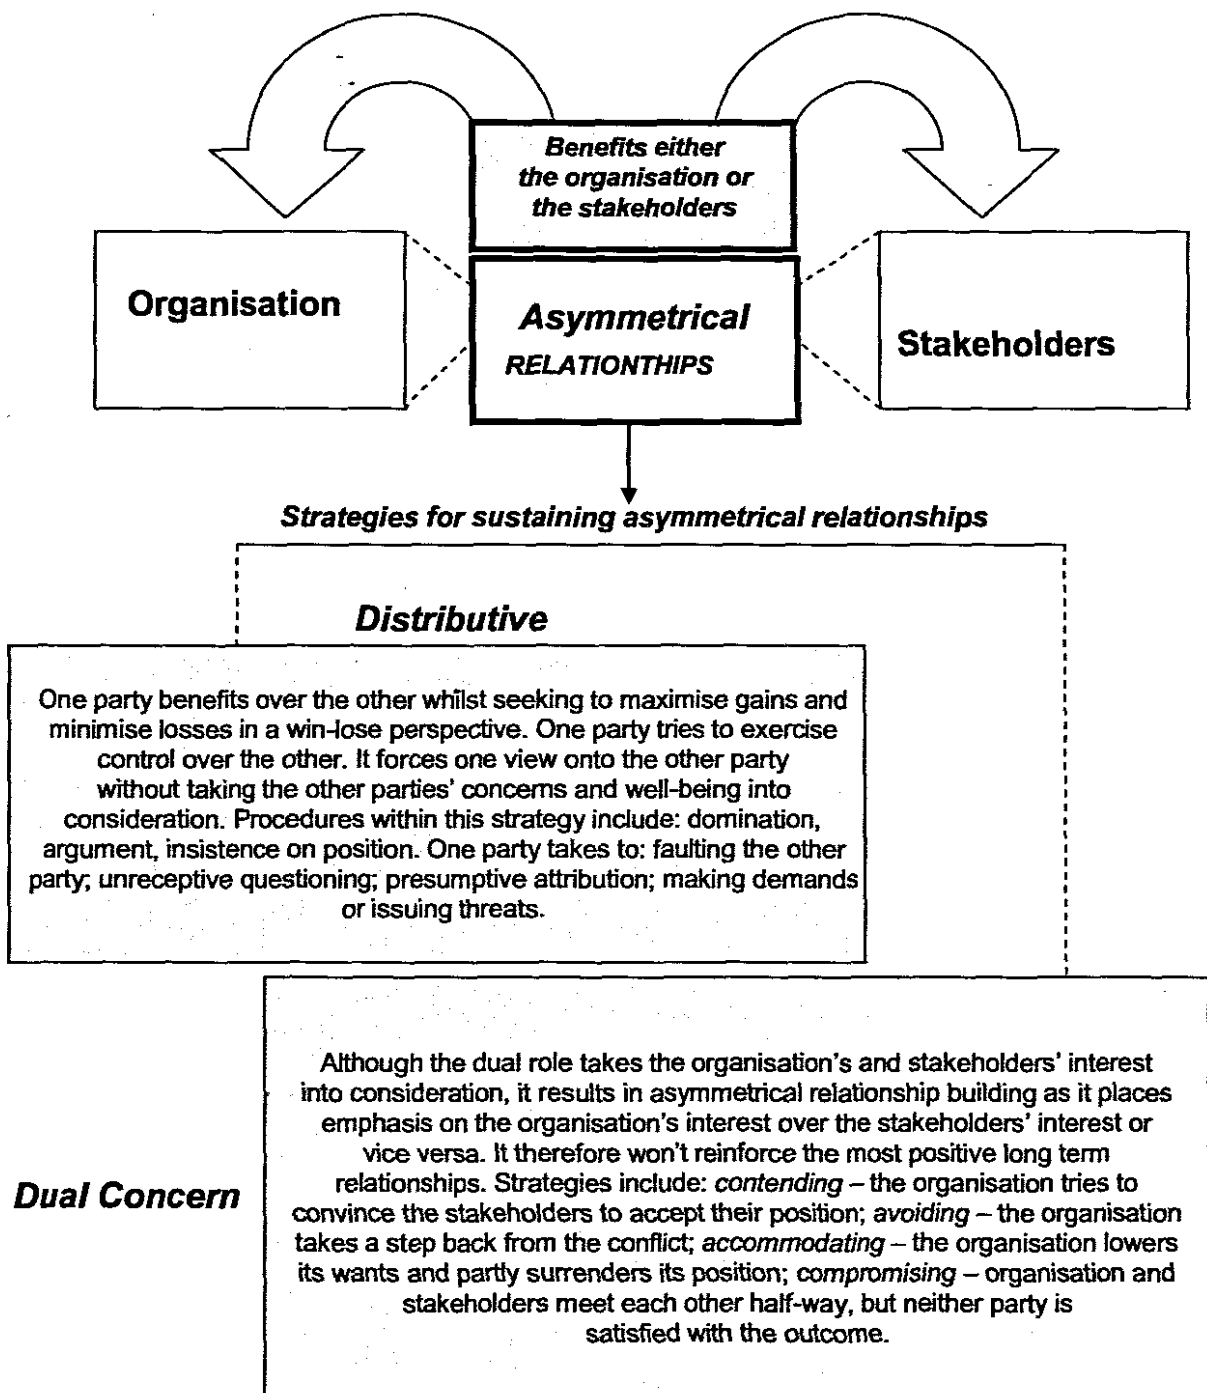 Benefits either
the organisation or
the stakeholders
Organisation
Asymmetrical
RELATIONTHIPS
Stakeholders
Strategies for sustaining asymmetrical relationships
Distributive
One party benefits over the other whilst seeking to maximise gains and
minimise losses in a win-lose perspective. One party tries to exercise
control over the other. It forces one view onto the other party
without taking the other parties' concerns and well-being into
consideration. Procedures within this strategy include: domination,
argument, insistence on position. One party takes to: faulting the other
party; unreceptive questioning; presumptive attribution; making demands
or issuing threats.
Dual Concern
Although the dual role takes the organisation's and stakeholders' interest
into consideration, it results in asymmetrical relationship building as it places
emphasis on the organisation's interest over the stakeholders' interest or
vice versa. It therefore won't reinforce the most positive long term
relationships. Strategies include: contending – the organisation tries to
convince the stakeholders to accept their position; avoiding – the organisation
takes a step back from the conflict; accommodating – the organisation lowers
its wants and party surrenders its position; compromising – organisation and
stakeholders meet each other half-way, but neither party is
satisfied with the outcome.